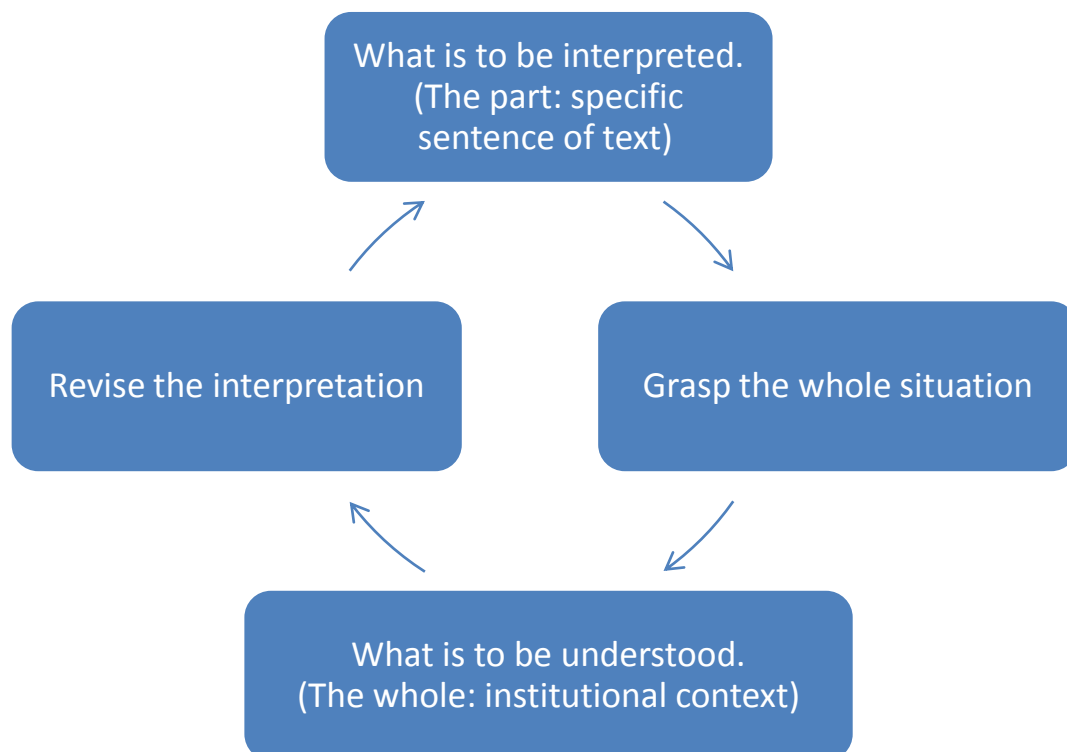 What is to be interpreted.
(The part: specific
sentence of text)
Revise the interpretation
Grasp the whole situation
What is to be understood.
(The whole: institutional context)